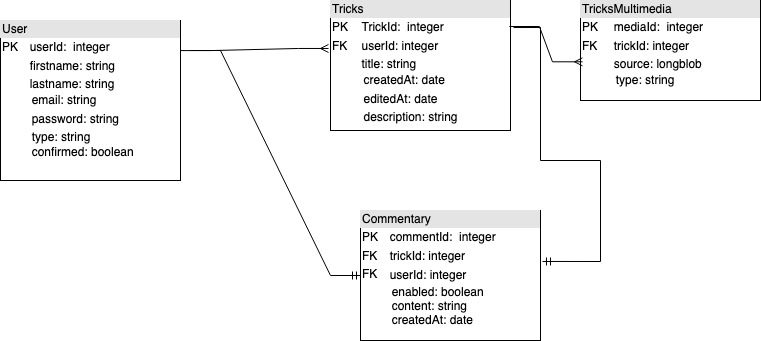 User
PK userId: integer
firstname: string
lastname: string
email: string
password: string
type: string
confirmed: boolean
Tricks
PK TrickId: integer
FK userId: integer
title: string
createdAt: date
editedAt: date
description: string
TricksMultimedia
PK mediaId: integer
FK trickId: integer
source: longblob
type: string
Commentary
PK commentId: integer
FK trickId: integer
FK userId: integer
enabled: boolean
content: string
createdAt: date